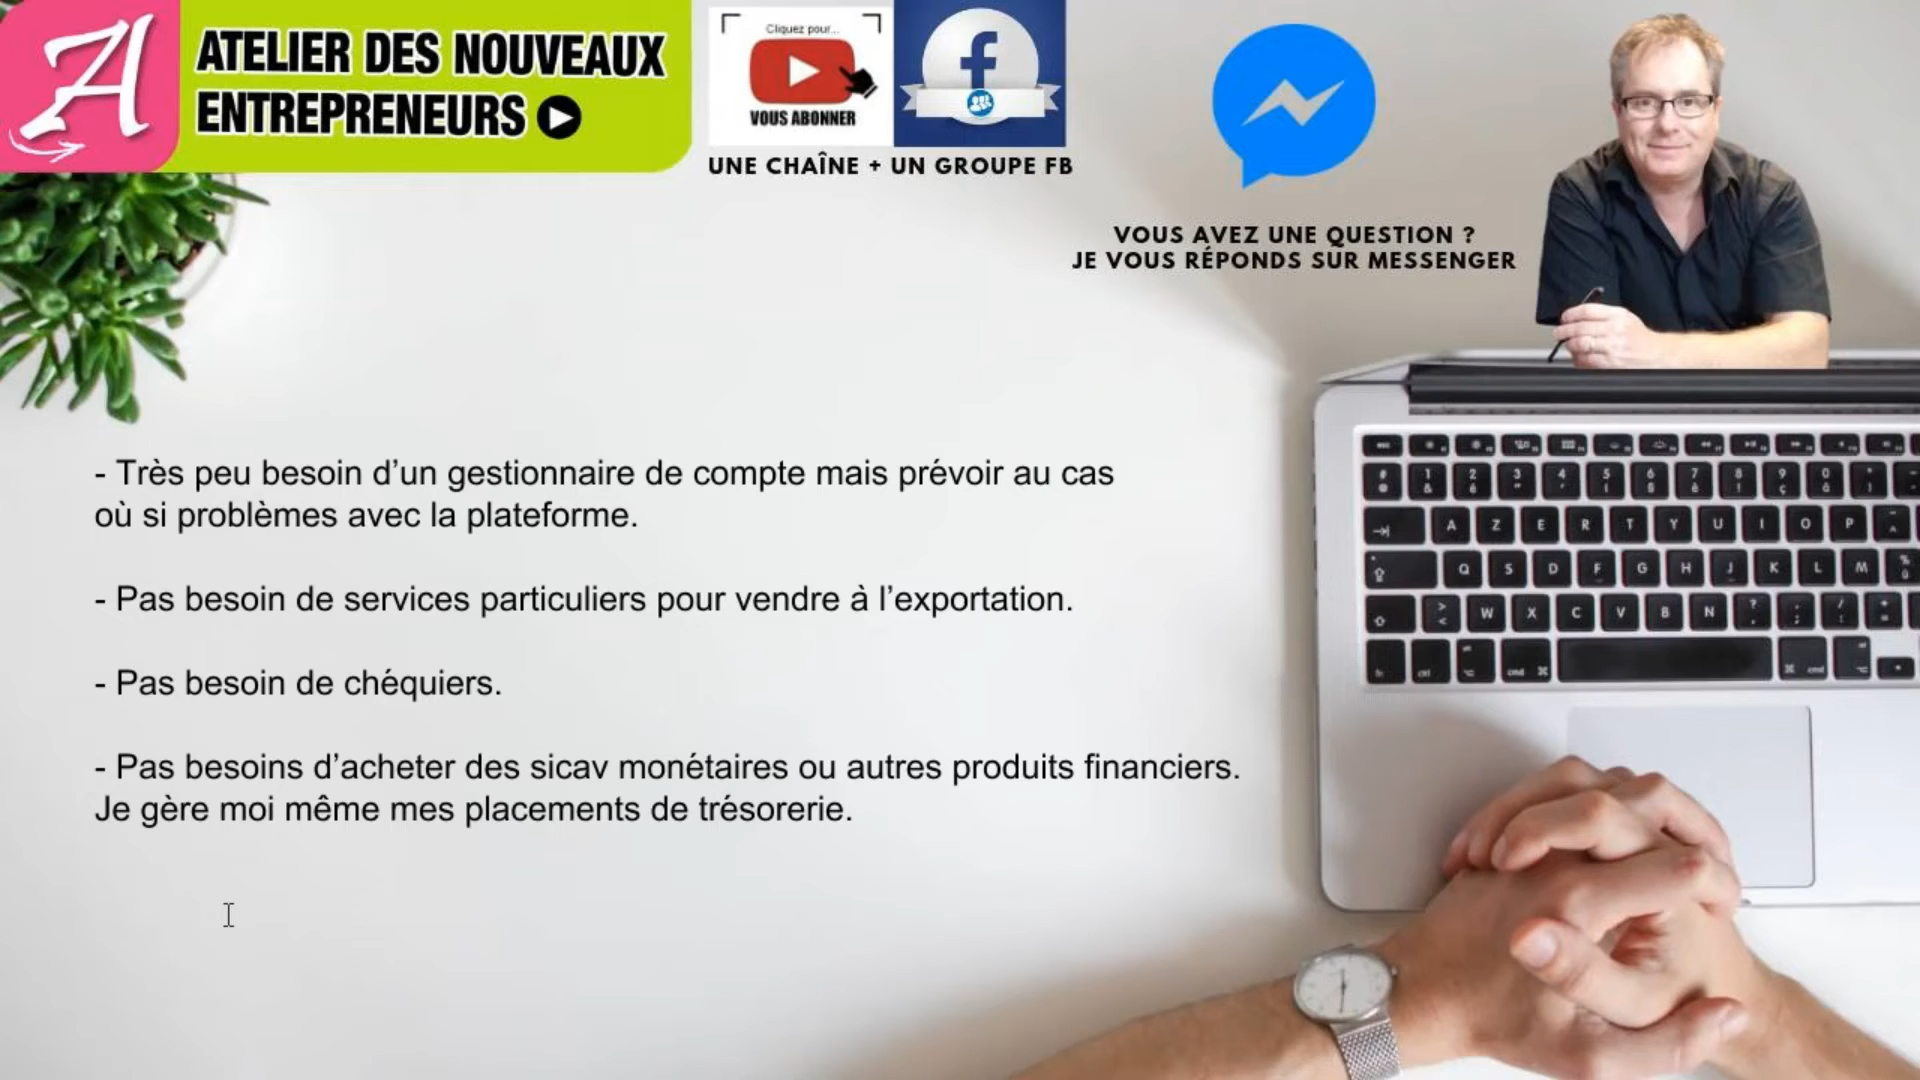 ATELIER DES NOUVEAUX
ENTREPRENEURS
Cliquez pour...
VOUS ABONNER
UNE CHAÎNE + UN GROUPE FB
VOUS AVEZ UNE QUESTION ?
JE VOUS RÉPONDS SUR MESSENGER
- Très peu besoin d’un gestionnaire de compte mais prévoir au cas
où si problèmes avec la plateforme.
- Pas besoin de services particuliers pour vendre à l’exportation.
- Pas besoin de chéquiers.
- Pas besoins d’acheter des sicav monétaires ou autres produits financiers.
Je gère moi même mes placements de trésorerie.